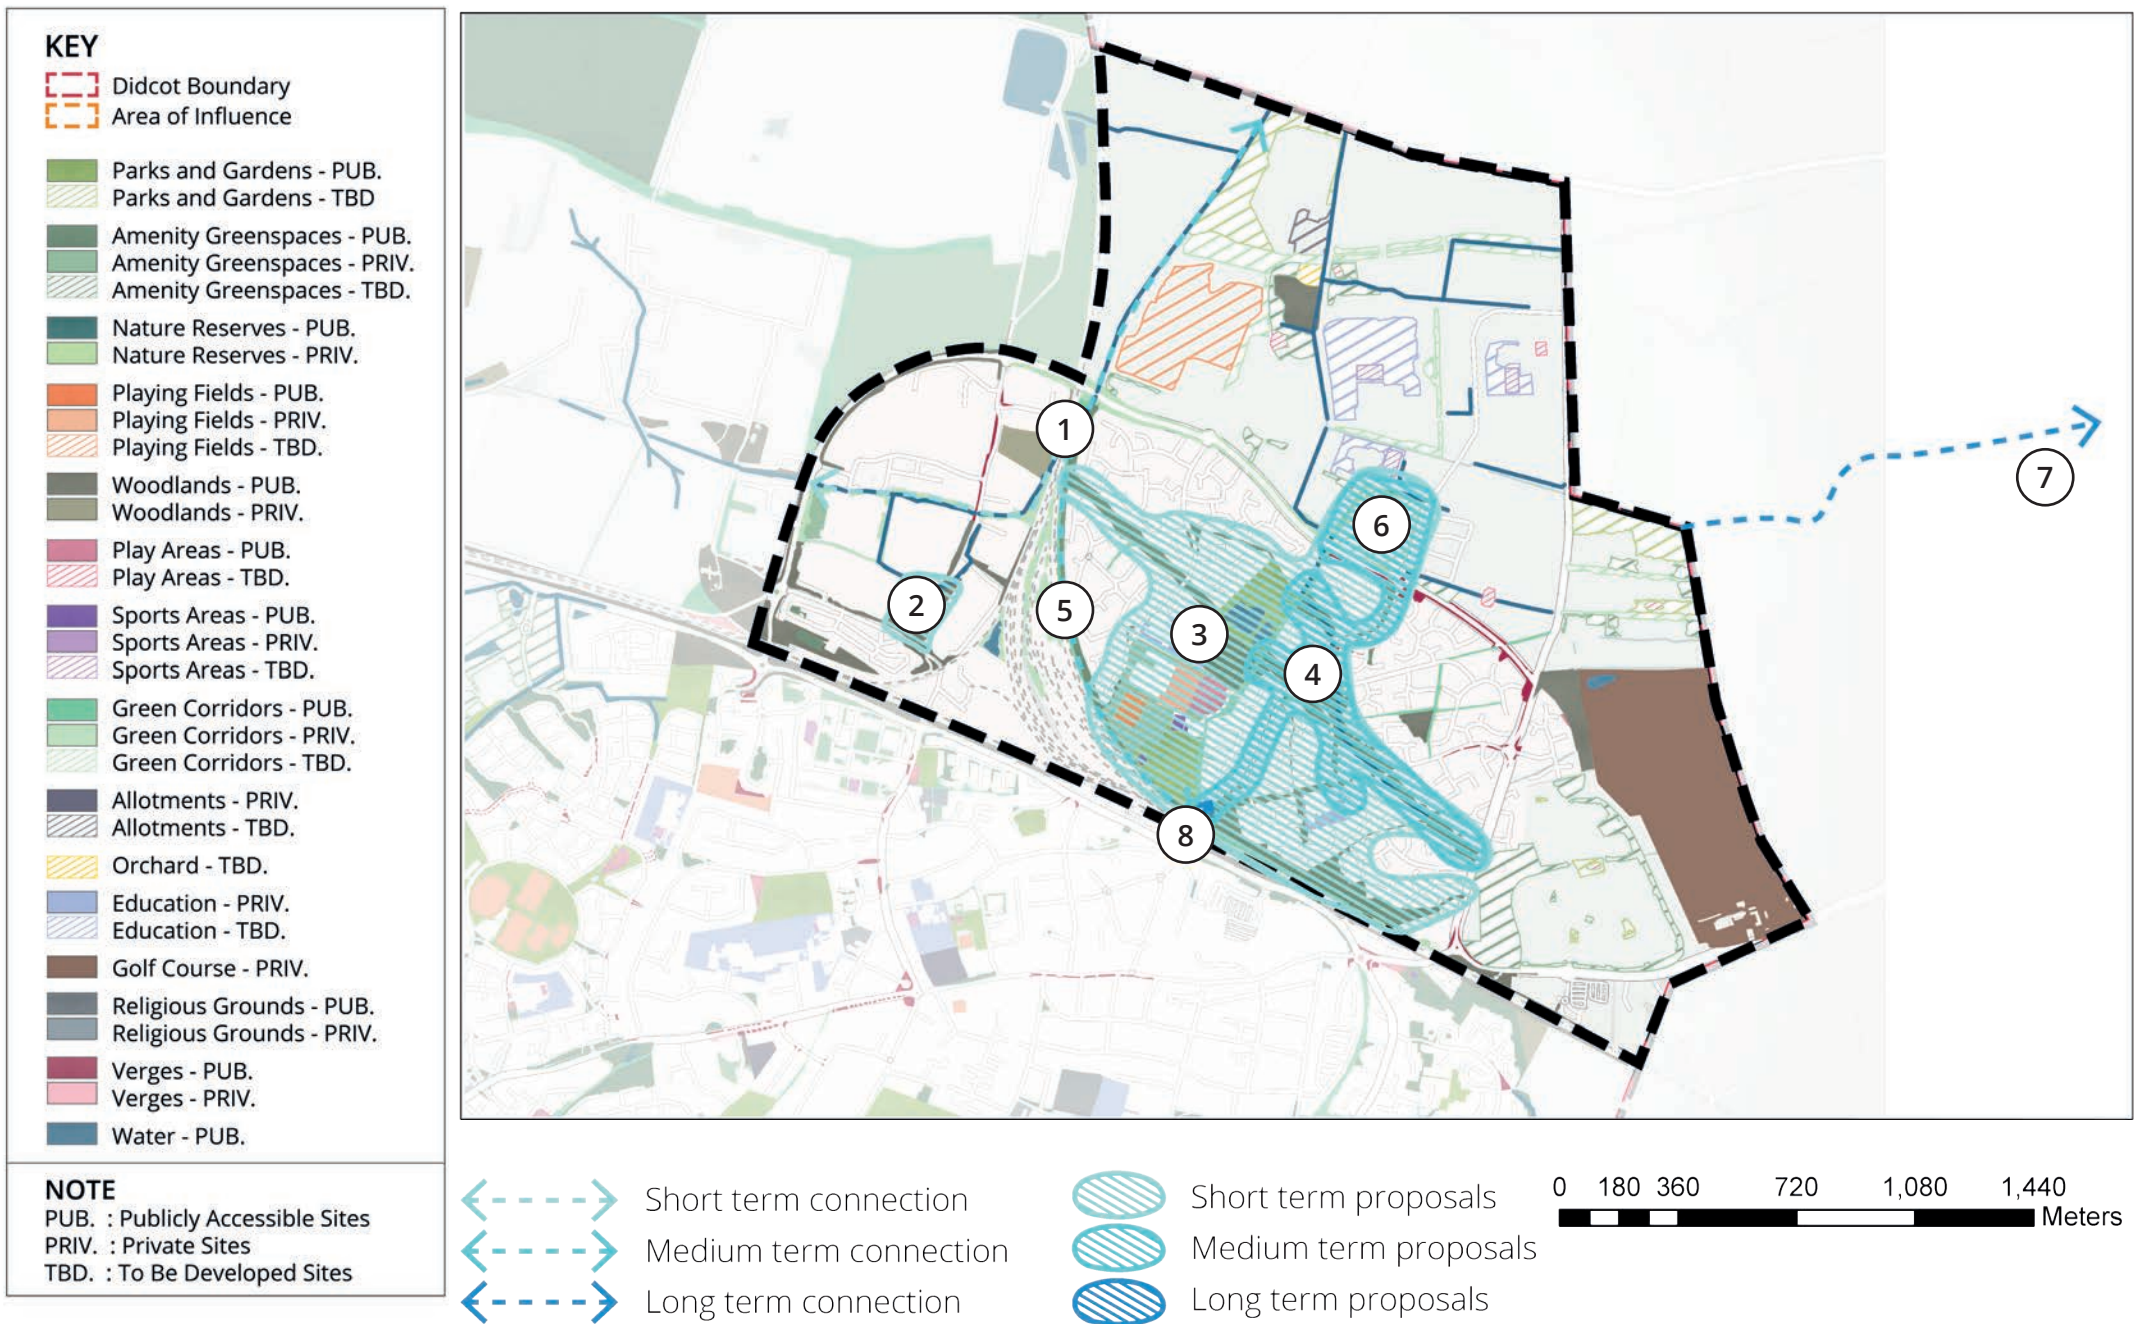 KEY
Didcot Boundary
Area of Influence
Parks and Gardens - PUB.
Parks and Gardens - TBD
Amenity Greenspaces - PUB.
Amenity Greenspaces - PRIV.
Amenity Greenspaces - TBD.
Nature Reserves - PUB.
Nature Reserves - PRIV.
Playing Fields - PUB.
Playing Fields - PRIV.
Playing Fields - TBD.
Woodlands - PUB.
Woodlands - PRIV.
Play Areas - PUB.
Play Areas - TBD.
Sports Areas - PUB.
Sports Areas - PRIV.
Sports Areas - TBD.
Green Corridors - PUB.
Green Corridors - PRIV.
Green Corridors - TBD.
Allotments - PRIV.
Allotments - TBD.
Orchard - TBD.
Education - PRIV.
Education - TBD.
Golf Course - PRIV.
Religious Grounds - PUB.
Religious Grounds - PRIV.
Verges - PUB.
Verges - PRIV.
Water - PUB.
NOTE
PUB. : Publicly Accessible Sites
PRIV. : Private Sites
TBD. : To Be Developed Sites
1
7
6
2
5
3
4
8
Short term connection
Medium term connection
Long term connection
Short term proposals
Medium term proposals
Long term proposals
0 180 360 720 1,080 1,440
Meters